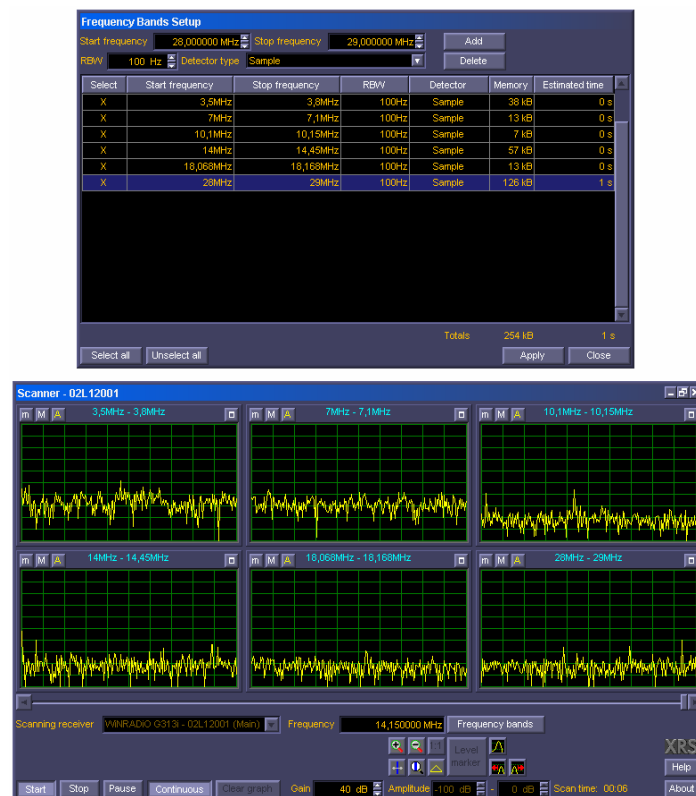 Frequency Bands Setup
Start frequency 28,000000 MHz Stop frequency 29,000000 MHz Add
RBW 100 Hz Detector type Sample Delete
Select Start frequency Stop frequency RBW Detector Memory Estimated time
X 3,5MHz 3,8MHz 100Hz Sample 38 kB 0 s
X 7MHz 7,1MHz 100Hz Sample 13 kB 0 s
X 10,1MHz 10,15MHz 100Hz Sample 7 kB 0 s
X 14MHz 14,45MHz 100Hz Sample 57 kB 0 s
X 18,068MHz 18,168MHz 100Hz Sample 13 kB 0 s
X 28MHz 29MHz 100Hz Sample 126 kB 1 s
Totals 254 kB 1 s
Select all Unselect all Apply Close
Scanner - 02L12001
m M A 3,5MHz - 3,8MHz m M A 7MHz - 7,1MHz m M A 10,1MHz - 10,15MHz
m M A 14MHz - 14,45MHz m M A 18,068MHz - 18,168MHz m M A 28MHz - 29MHz
Scanning receiver WiNRADiO G313i - 02L12001 (Main) Frequency 14,150000 MHz Frequency bands
1:1 Level marker XRS
Help
Start Stop Pause Continuous Clear graph Gain 40 dB Amplitude -100 dB - 0 dB Scan time: 00:06 About